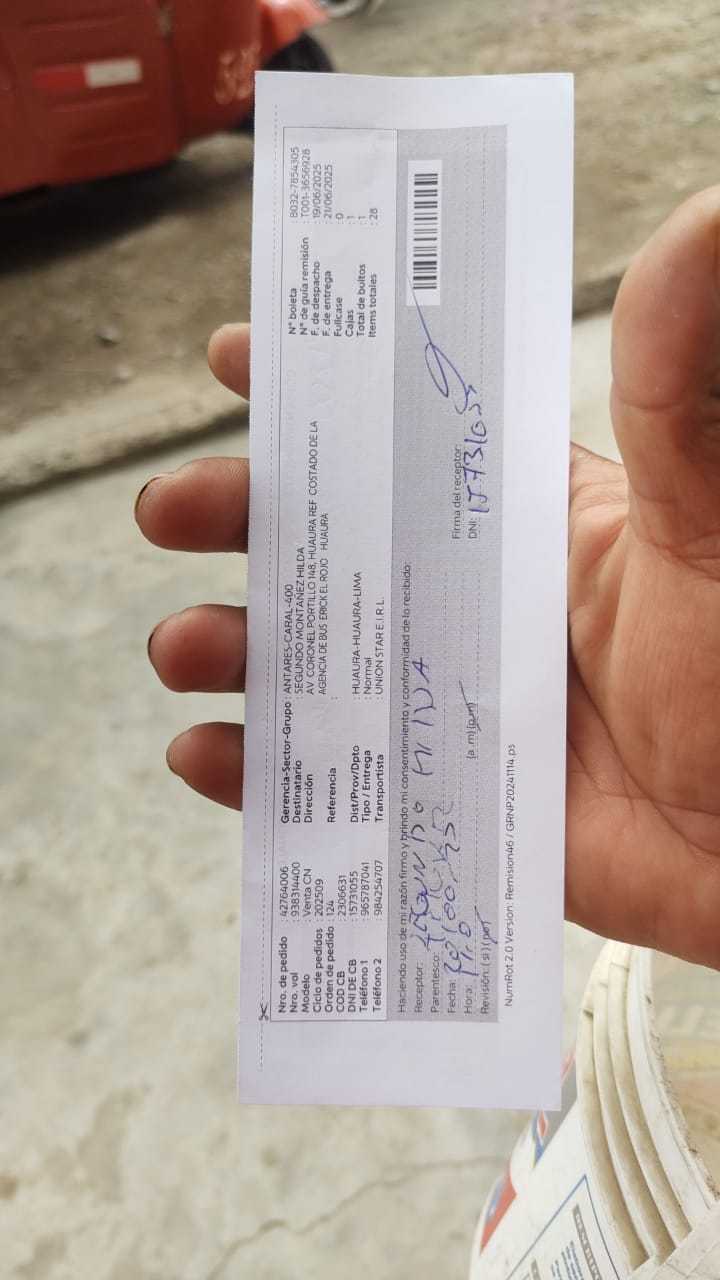 Nro. de pedido : 42764006
Nro. vol : 938314400
Modelo : Venta CN
Ciclo de pedidos : 202509
Orden de pedido : 124
COD CB : 2306631
DNI DE CB : 15731055
Teléfono 1 : 965787041
Teléfono 2 : 984254707
Gerencia-Sector-Grupo : ANTARES-CARAL-400
Destinatario : SEGUNDO MONTAÑEZ HILDA
Dirección : AV CORONEL PORTILLO 148, HUAURA REF COSTADO DE LA
AGENCIA DE BUS ERICK EL ROJO HUAURA
Referencia :
Dist/Prov/Dpto : HUAURA-HUAURA-LIMA
Tipo / Entrega : Normal
Transportista : UNION STAR E.I.R.L.
N° boleta : B032-7854305
N° de guía remisión : T001-3656928
F. de despacho : 19/06/2025
F. de entrega : 21/06/2025
Fullcase : 0
Cajas : 1
Total de bultos : 1
Items totales : 28
Haciendo uso de mi razón firmo y brindo mi consentimiento y conformidad de lo recibido:
Receptor:
Parentesco:
Fecha:
Hora: (a.m)(p.m)
Revisión: (si)(no)
Firma del receptor:
DNI:
NumRot 2.0 Version: Remision46 / GRNP20241114.ps